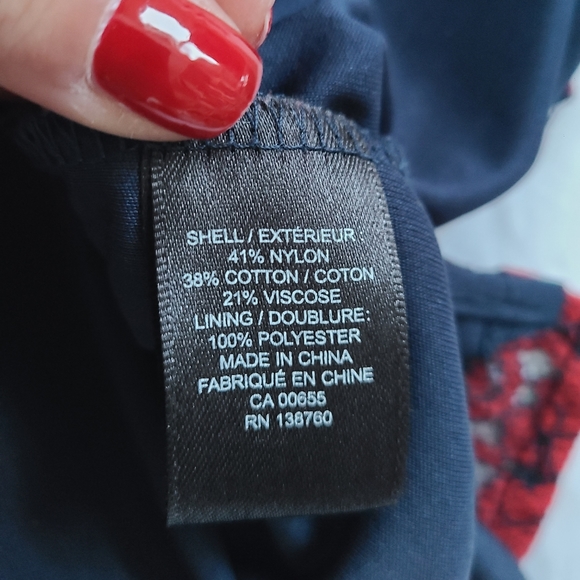 SHELL / EXTÉRIEUR
41% NYLON
38% COTTON / COTON
21% VISCOSE
LINING / DOUBLURE:
100% POLYESTER
MADE IN CHINA
FABRIQUÉ EN CHINE
CA 00655
RN 138760